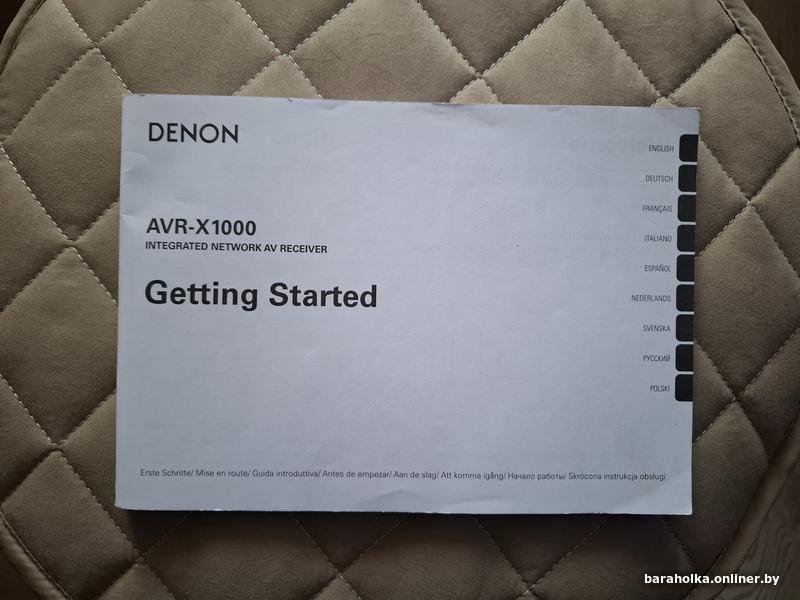 DENON
AVR-X1000
INTEGRATED NETWORK AV RECEIVER
Getting Started
ENGLISH
DEUTSCH
FRANÇAIS
ITALIANO
ESPAÑOL
NEDERLANDS
SVENSKA
РУССКИЙ
POLSKI
Erste Schritte/ Mise en route/ Guida introduttiva/ Antes de empezar/ Aan de slag/ Att komma igång/ Начало работы/ Skrócona instrukcja obsługi
baraholka.onliner.by